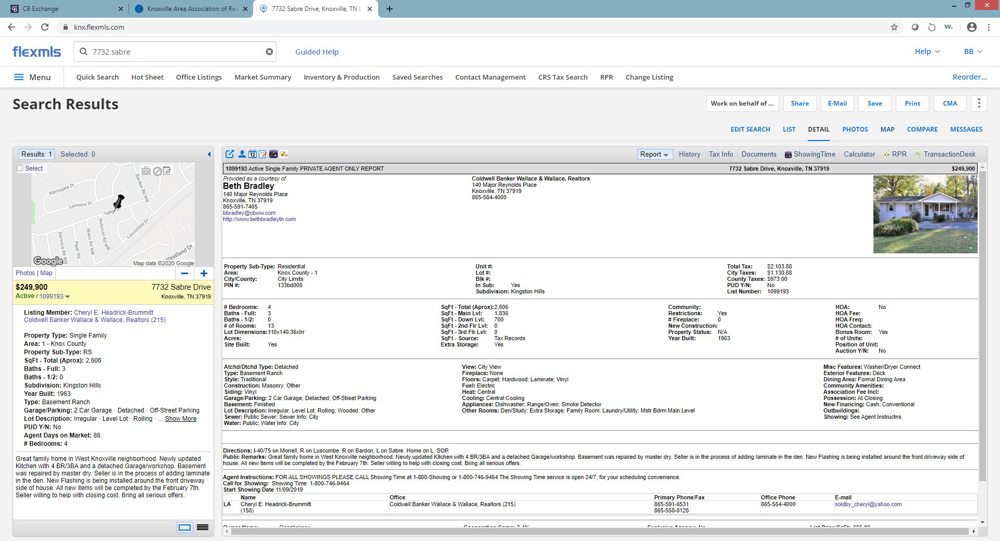 CB Exchange
Knoxville Area Association of Rea
7732 Sabre Drive, Knoxville, TN |
knx.flexmls.com
flexmls
7732 sabre
Guided Help
Help
BB
Menu
Quick Search
Hot Sheet
Office Listings
Market Summary
Inventory & Production
Saved Searches
Contact Management
CRS Tax Search
RPR
Change Listing
Reorder...
Search Results
Work on behalf of ...
Share
E-Mail
Save
Print
CMA
EDIT SEARCH
LIST
DETAIL
PHOTOS
MAP
COMPARE
MESSAGES
Results: 1
Selected: 0
Select
Ramsgate Dr
Laxmore Dr
Sabre Dr
Bardon Rd NW
Luscombe Dr
Nobscot Rd NW
Waco Rd NW
Piper Rd
Aeronca Rd NW
Westland Dr
Google
Map data ©2020 Google
Photos | Map
$249,900
7732 Sabre Drive
Active / 1099193
Knoxville, TN 37919
Listing Member: Cheryl E. Headrick-Brummitt
Coldwell Banker Wallace & Wallace, Realtors (215)
Property Type: Single Family
Area: 1 - Knox County
Property Sub-Type: RS
SqFt - Total (Aprox): 2,606
Baths - Full: 3
Baths - 1/2: 0
Subdivision: Kingston Hills
Year Built: 1963
Type: Basement Ranch
Garage/Parking: 2 Car Garage · Detached · Off-Street Parking
Lot Description: Irregular · Level Lot · Rolling · ... Show More
PUD Y/N: No
Agent Days on Market: 88
# Bedrooms: 4
Great family home in West Knoxville neighborhood. Newly updated
Kitchen with 4 BR/3BA and a detached Garage/workshop. Basement
was repaired by master dry. Seller is in the process of adding laminate
in the den. New Flashing is being installed around the front driveway
side of house. All new items will be completed by the February 7th.
Seller willing to help with closing cost. Bring all serious offers.
12
Report
History
Tax Info
Documents
ShowingTime
Calculator
RPR
TransactionDesk
1099193 Active Single Family PRIVATE AGENT ONLY REPORT
7732 Sabre Drive, Knoxville, TN 37919
$249,900
Provided as a courtesy of
Beth Bradley
140 Major Reynolds Place
Knoxville, TN 37919
865-591-7465
bbradley@cbww.com
http://www.bethbradleytn.com
Coldwell Banker Wallace & Wallace, Realtors
140 Major Reynolds Place
Knoxville, TN 37919
865-584-4000
Property Sub-Type: Residential
Area: Knox County - 1
City/County: City Limits
PIN #: 133bd008
Unit #:
Lot #:
Blk #:
In Sub: Yes
Subdivision: Kingston Hills
Total Tax: $2,103.88
City Taxes: $1,130.88
County Taxes: $973.00
PUD Y/N: No
List Number: 1099193
# Bedrooms: 4
Baths - Full: 3
Baths - 1/2: 0
# of Rooms: 13
Lot Dimensions: 110x140.36xIrr
Acres:
Site Built: Yes
SqFt - Total (Aprox): 2,606
SqFt - Main Lvl: 1,836
SqFt - Down Lvl: 700
SqFt - 2nd Flr Lvl: 0
SqFt - 3rd Flr Lvl: 0
SqFt - Source: Tax Records
Extra Storage: Yes
Community:
Restrictions: Yes
# Fireplace: 0
New Construction:
Property Status: N/A
Year Built: 1963
HOA: No
HOA Fee:
HOA Freq:
HOA Contact:
Bonus Room: Yes
# of Units:
Position of Unit:
Auction Y/N: No
Atchd/Dtchd Type: Detached
Type: Basement Ranch
Style: Traditional
Construction: Masonry; Other
Siding: Vinyl
Garage/Parking: 2 Car Garage; Detached; Off-Street Parking
Basement: Finished
Lot Description: Irregular; Level Lot; Rolling; Wooded; Other
Sewer: Public Sewer; Sewer Info: City
Water: Public; Water Info: City
View: City View
Fireplace: None
Floors: Carpet; Hardwood; Laminate; Vinyl
Fuel: Electric
Heat: Central
Cooling: Central Cooling
Appliances: Dishwasher; Range/Oven; Smoke Detector
Other Rooms: Den/Study; Extra Storage; Family Room; Laundry/Utility; Mstr Bdrm Main Level
Misc Features: Washer/Dryer Connect
Exterior Features: Deck
Dining Area: Formal Dining Area
Community Amenities:
Association Fee Incl:
Possession: At Closing
New Financing: Cash; Conventional
Outbuildings:
Showing: See Agent Instructns
Directions: I-40/75 on Morrell. R on Luscombe, R on Bardon, L on Sabre. Home on L. SOP.
Public Remarks: Great family home in West Knoxville neighborhood. Newly updated Kitchen with 4 BR/3BA and a detached Garage/workshop. Basement was repaired by master dry. Seller is in the process of adding laminate in the den. New Flashing is being installed around the front driveway side of
house. All new items will be completed by the February 7th. Seller willing to help with closing cost. Bring all serious offers.
Agent Instructions: FOR ALL SHOWINGS PLEASE CALL Showing Time at 1-800-Showing or 1-800-746-9464 The Showing Time service is open 24/7, for your scheduling convenience.
Call for Showing: Showing Time: 1-800-746-9464
Start Showing Date 11/09/2019
Name
Office
Primary Phone/Fax
Office Phone
E-mail
LA
Cheryl E. Headrick-Brummitt
(158)
Coldwell Banker Wallace & Wallace, Realtors (215)
865-591-6531
865-558-8128
865-584-4000
soldby_cheryl@yahoo.com